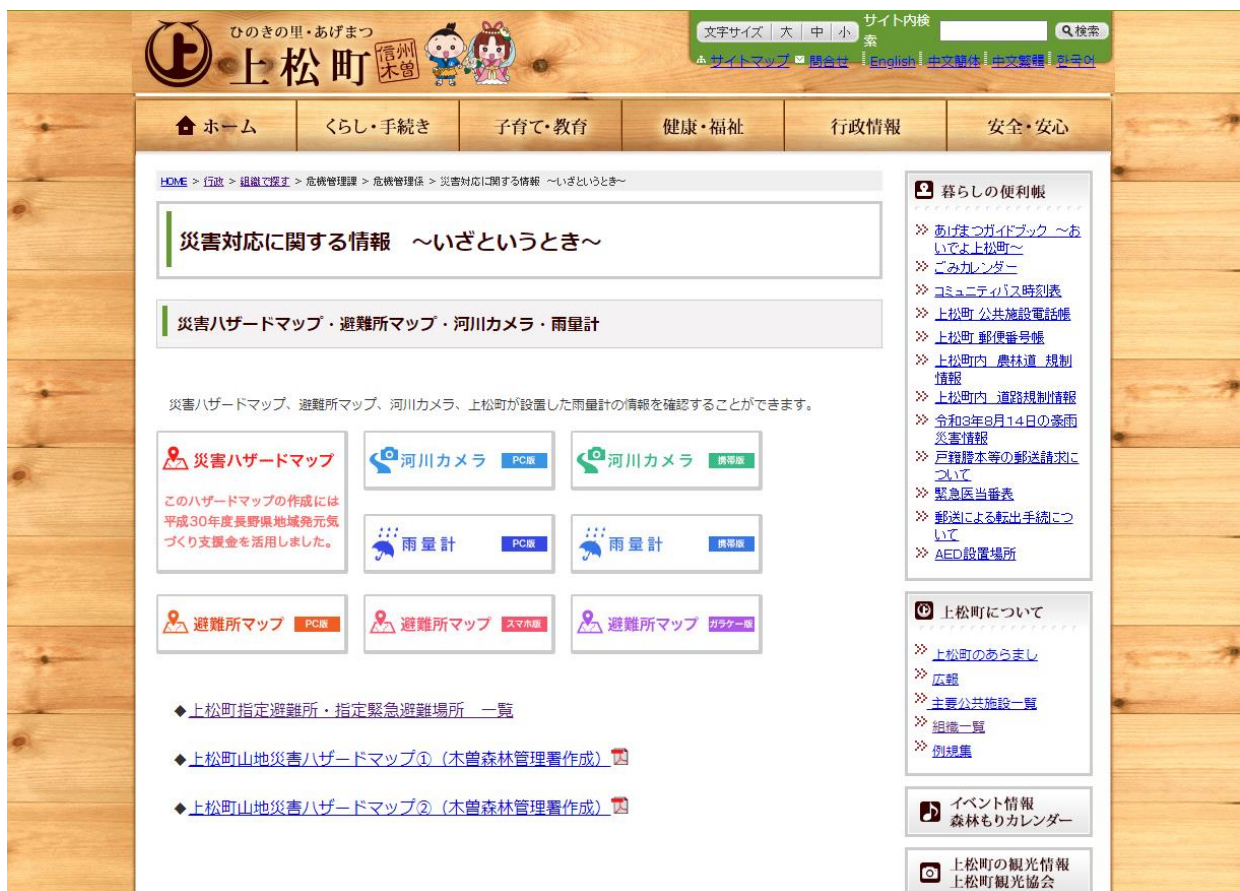 ひのきの里・あげまつ
上松町
信州
木曽
文字サイズ 大 中 小
サイト内検索
検索
サイトマップ 問合せ English 中文簡体 中文繁體 한국어
ホーム
くらし・手続き
子育て・教育
健康・福祉
行政情報
安全・安心
HOME > 行政 > 組織で探す > 危機管理課 > 危機管理係 > 災害対応に関する情報 ～いざというとき～
災害対応に関する情報 ～いざというとき～
災害ハザードマップ・避難所マップ・河川カメラ・雨量計
災害ハザードマップ、避難所マップ、河川カメラ、上松町が設置した雨量計の情報を確認することができます。
災害ハザードマップ
このハザードマップの作成には
平成30年度長野県地域発元気
づくり支援金を活用しました。
河川カメラ PC版
河川カメラ 携帯版
雨量計 PC版
雨量計 携帯版
避難所マップ PC版
避難所マップ スマホ版
避難所マップ ガラケー版
◆上松町指定避難所・指定緊急避難場所 一覧
◆上松町山地災害ハザードマップ①（木曽森林管理署作成）
◆上松町山地災害ハザードマップ②（木曽森林管理署作成）
暮らしの便利帳
あげまつガイドブック ～お
いでよ上松町～
ごみカレンダー
コミュニティバス時刻表
上松町 公共施設電話帳
上松町 郵便番号帳
上松町内 農林道 規制
情報
上松町内 道路規制情報
令和3年8月14日の豪雨
災害情報
戸籍謄本等の郵送請求に
ついて
緊急医当番表
郵送による転出手続につ
いて
AED設置場所
上松町について
上松町のあらまし
広報
主要公共施設一覧
組織一覧
例規集
イベント情報
森林もりカレンダー
上松町の観光情報
上松町観光協会